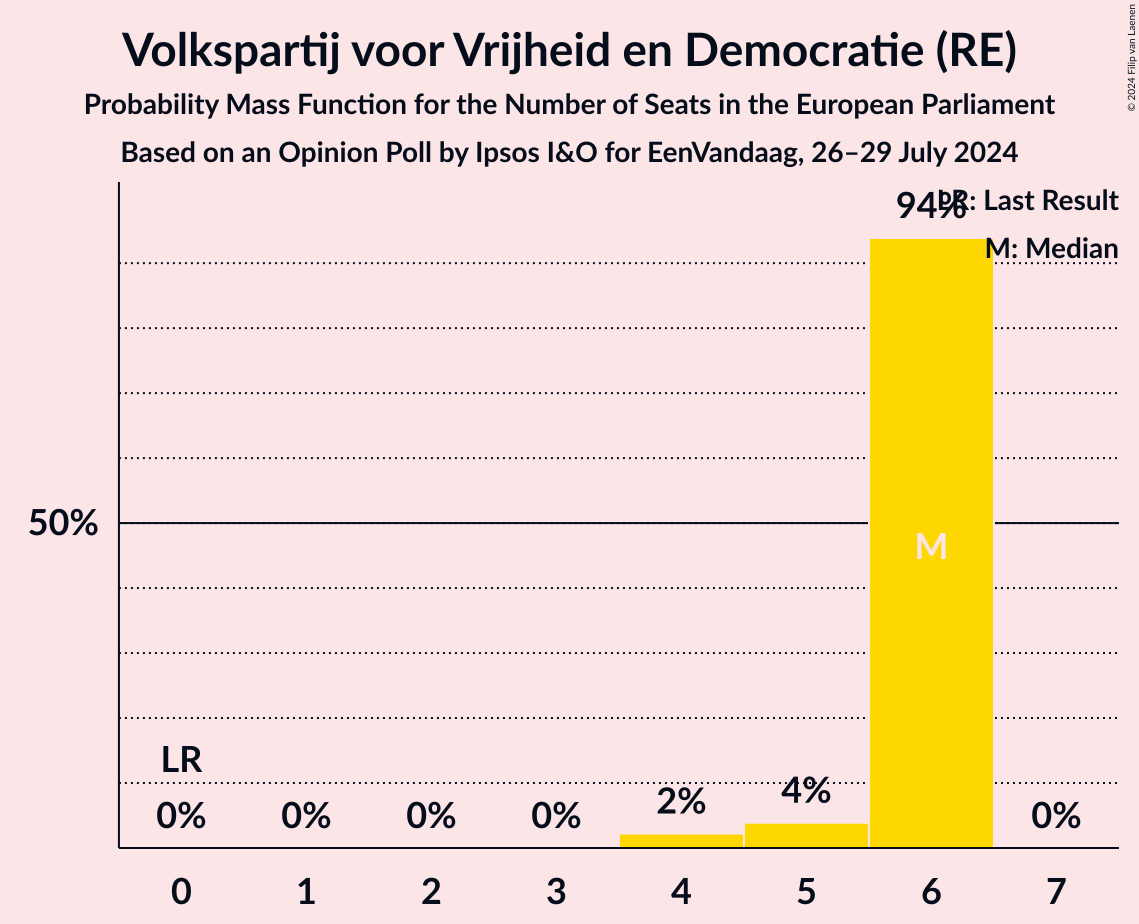 Volkspartij voor Vrijheid en Democratie (RE)
Probability Mass Function for the Number of Seats in the European Parliament
Based on an Opinion Poll by Ipsos I&O for EenVandaag, 26–29 July 2024
© 2024 Filip van Laenen
94%
LR: Last Result
M: Median
50%
M
LR
0% 0% 0% 0% 2% 4% 0%
0 1 2 3 4 5 6 7